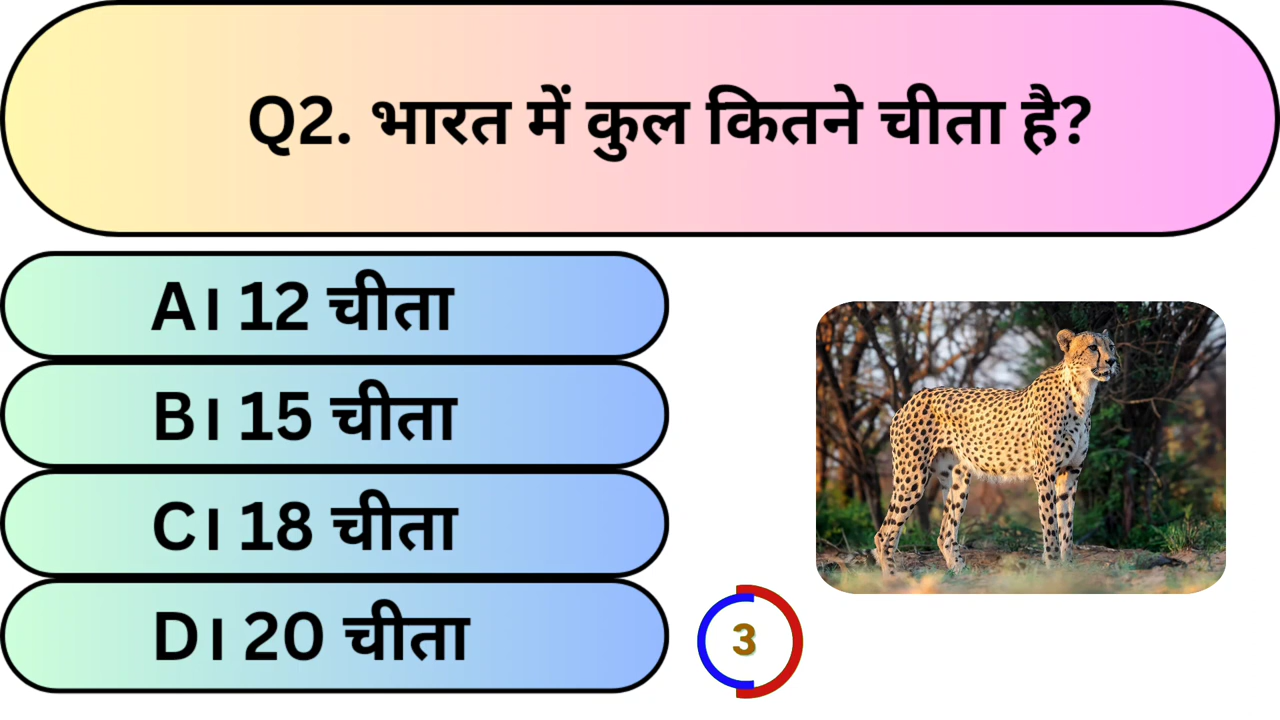 Q2. भारत में कुल कितने चीता है?
A। 12 चीता
B। 15 चीता
C। 18 चीता
D। 20 चीता
3